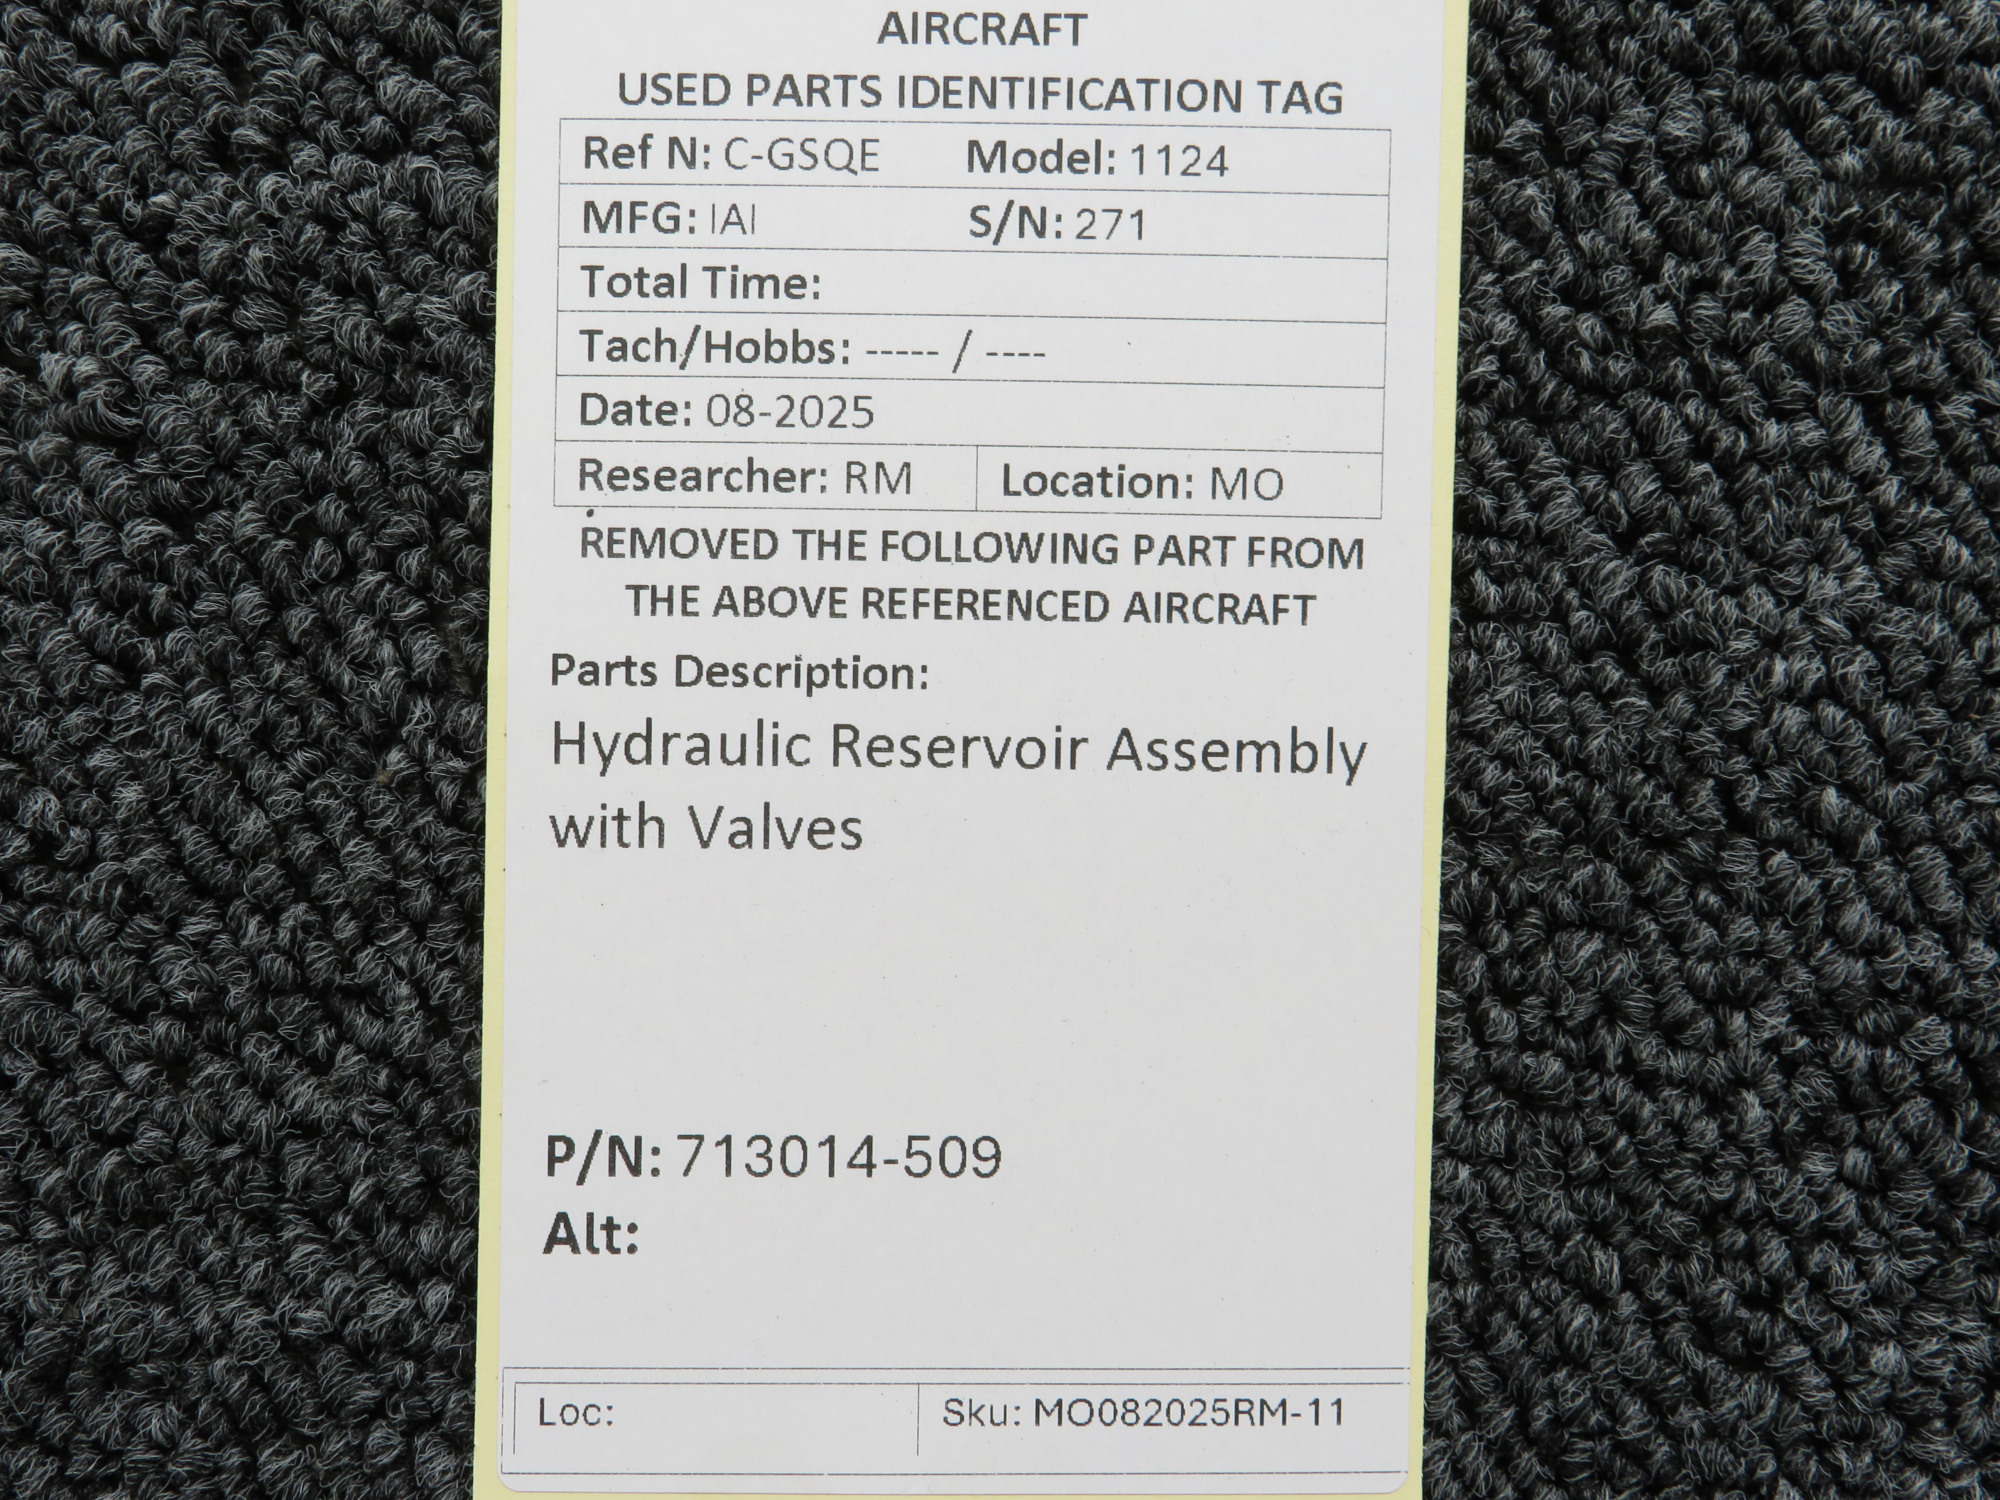 AIRCRAFT
USED PARTS IDENTIFICATION TAG
Ref N: C-GSQE Model: 1124
MFG: IAI S/N: 271
Total Time:
Tach/Hobbs: ----- / ----
Date: 08-2025
Researcher: RM Location: MO
REMOVED THE FOLLOWING PART FROM
THE ABOVE REFERENCED AIRCRAFT
Parts Description:
Hydraulic Reservoir Assembly
with Valves
P/N: 713014-509
Alt:
Loc: Sku: MO082025RM-11